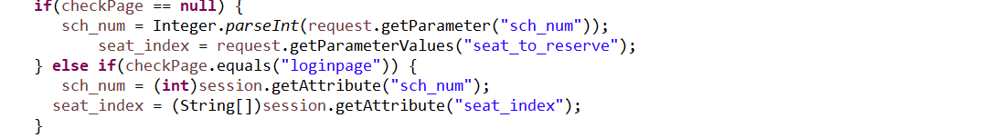 if(checkPage == null) {
sch_num = Integer.parseInt(request.getParameter("sch_num"));
seat_index = request.getParameterValues("seat_to_reserve");
} else if(checkPage.equals("loginpage")) {
sch_num = (int)session.getAttribute("sch_num");
seat_index = (String[])session.getAttribute("seat_index");
}